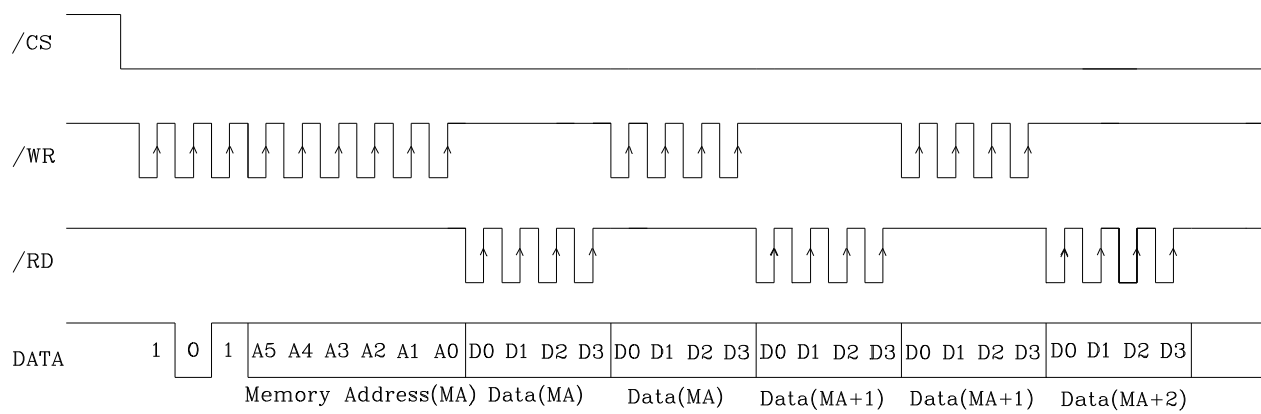 /CS
/WR
/RD
DATA 1 0 1 A5 A4 A3 A2 A1 A0 D0 D1 D2 D3 D0 D1 D2 D3 D0 D1 D2 D3 D0 D1 D2 D3 D0 D1 D2 D3
Memory Address(MA) Data(MA) Data(MA) Data(MA+1) Data(MA+1) Data(MA+2)